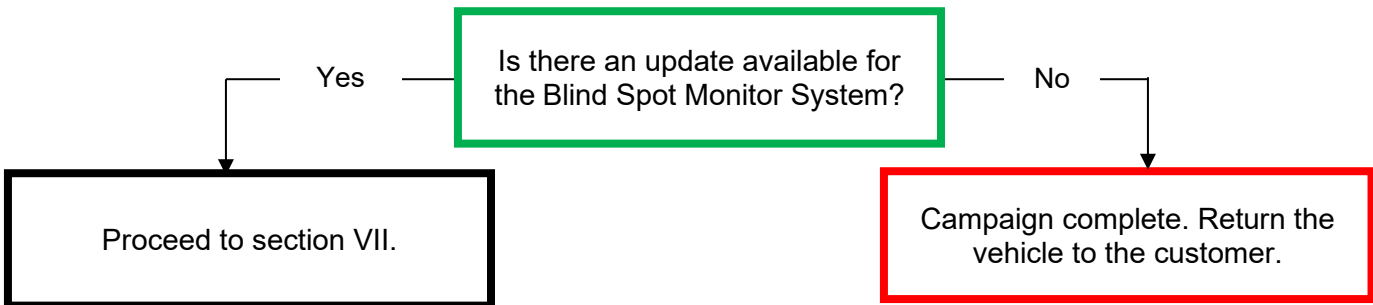 Is there an update available for
the Blind Spot Monitor System?
Yes
No
Proceed to section VII.
Campaign complete. Return the
vehicle to the customer.